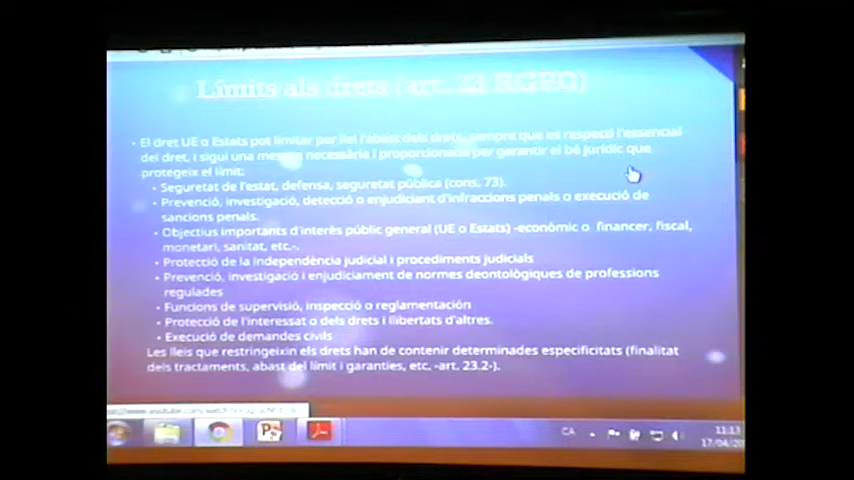 Límits als drets (art. 23 RGPD)
• El dret UE o Estats pot limitar per llei l'abast dels drets, sempre que es respecti l'essencial
del dret, i sigui una mesura necessària i proporcionada per garantir el bé jurídic que
protegeix el límit:
• Seguretat de l'estat, defensa, seguretat pública (cons. 73).
• Prevenció, investigació, detecció o enjudiciant d'infraccions penals o execució de
sancions penals.
• Objectius importants d'interès públic general (UE o Estats) -econòmic o financer, fiscal,
monetari, sanitat, etc.-.
• Protecció de la independència judicial i procediments judicials
• Prevenció, investigació i enjudiciament de normes deontològiques de professions
regulades
• Funcions de supervisió, inspecció o reglamentación
• Protecció de l'interessat o dels drets i llibertats d'altres.
• Execució de demandes civils
Les lleis que restringeixin els drets han de contenir determinades especificitats (finalitat
dels tractaments, abast del límit i garanties, etc. -art. 23.2-).
CA
11:13